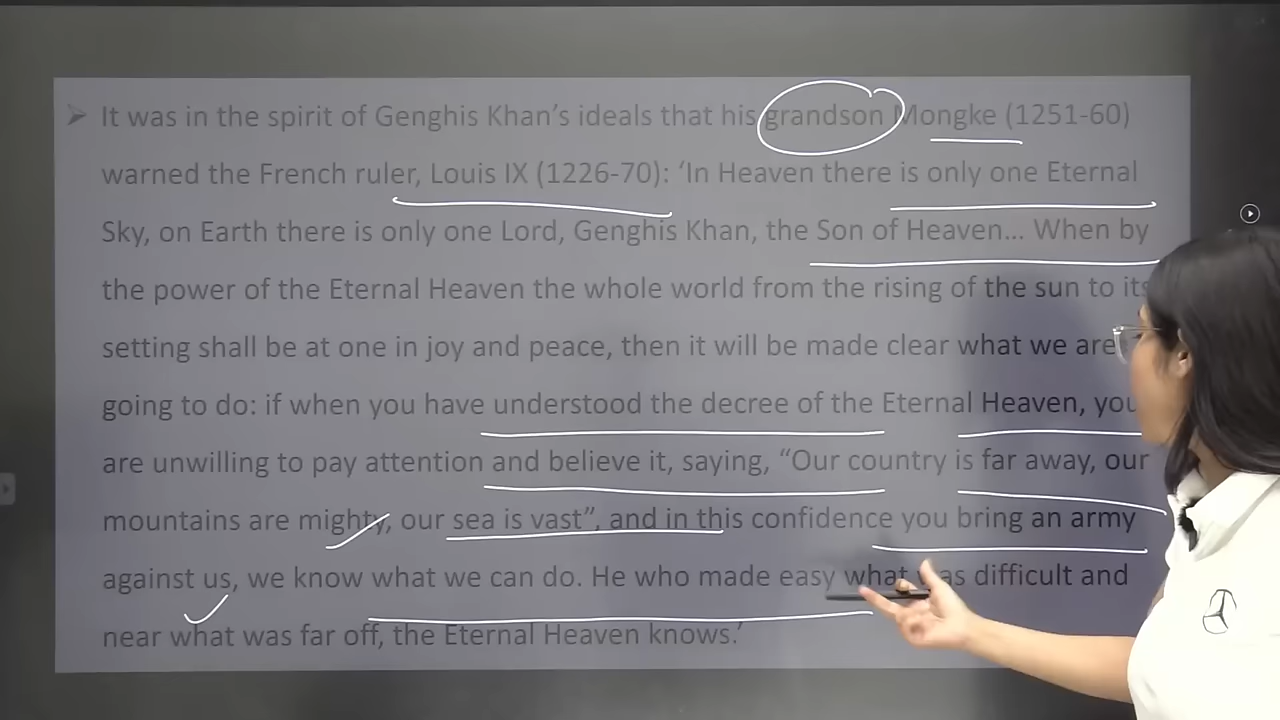 ➢ It was in the spirit of Genghis Khan’s ideals that his grandson Mongke (1251-60)
warned the French ruler, Louis IX (1226-70): ‘In Heaven there is only one Eternal
Sky, on Earth there is only one Lord, Genghis Khan, the Son of Heaven… When by
the power of the Eternal Heaven the whole world from the rising of the sun to its
setting shall be at one in joy and peace, then it will be made clear what we are
going to do: if when you have understood the decree of the Eternal Heaven, you
are unwilling to pay attention and believe it, saying, “Our country is far away, our
mountains are mighty, our sea is vast”, and in this confidence you bring an army
against us, we know what we can do. He who made easy what was difficult and
near what was far off, the Eternal Heaven knows.’